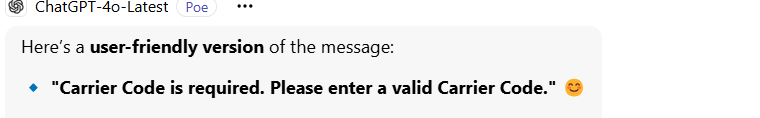 ChatGPT-4o-Latest Poe ...
Here's a user-friendly version of the message:
"Carrier Code is required. Please enter a valid Carrier Code." 😊